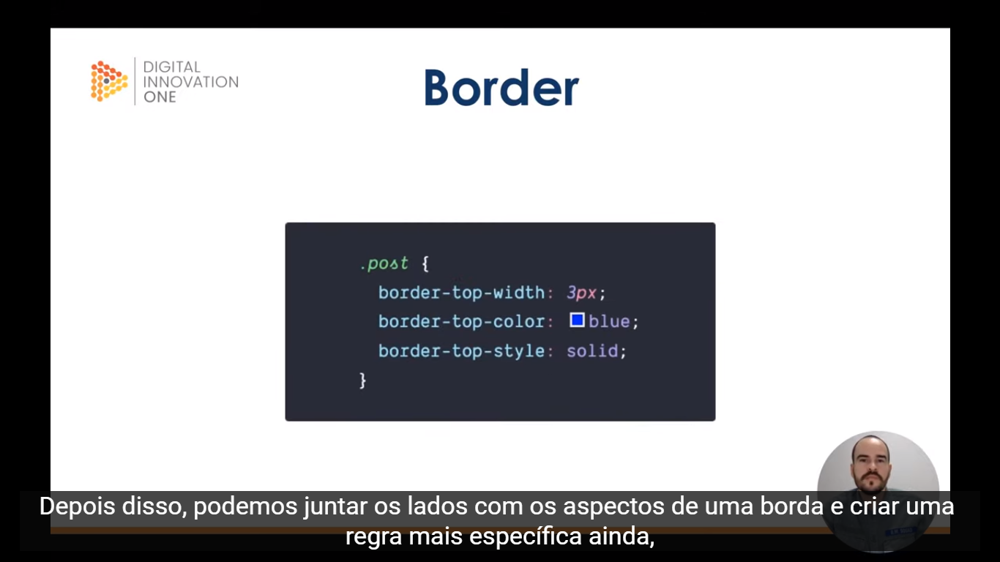 DIGITAL
INNOVATION
ONE
Border
.post {
border-top-width: 3px;
border-top-color: blue;
border-top-style: solid;
}
Depois disso, podemos juntar os lados com os aspectos de uma borda e criar uma
regra mais específica ainda,